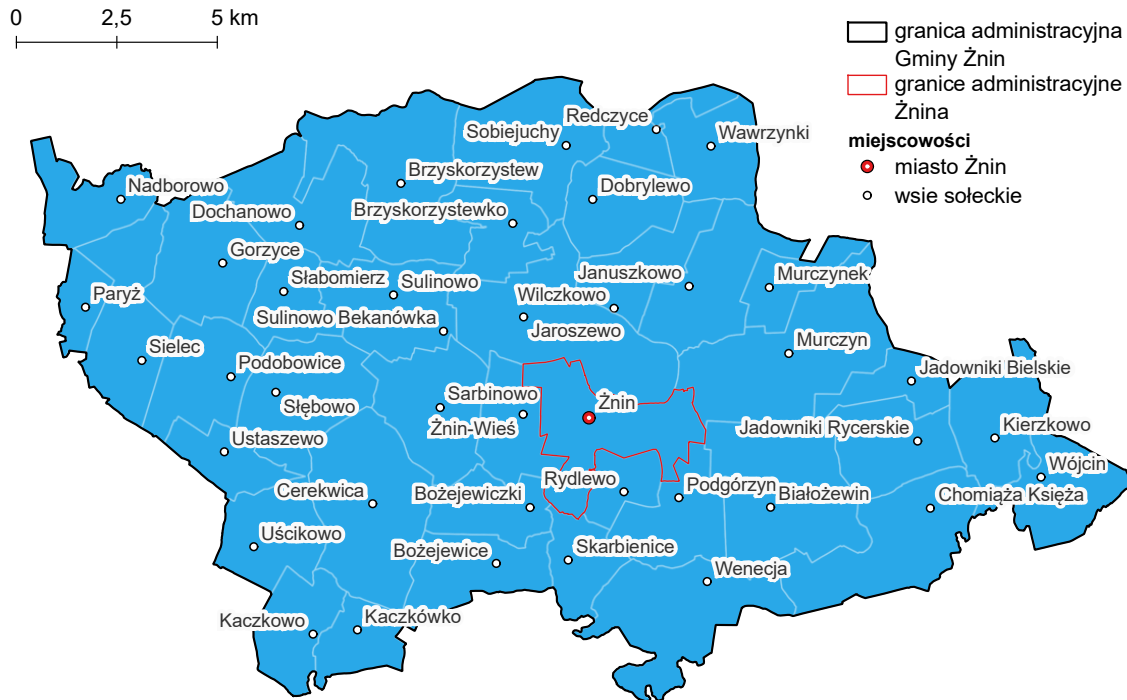 0 2,5 5 km
granica administracyjna
Gminy Żnin
granice administracyjne
Żnina
miejscowości
miasto Żnin
wsie sołeckie
Redczyce
Sobiejuchy
Wawrzynki
Brzyskorzystew
Nadborowo
Dobrylewo
Dochanowo
Brzyskorzystewko
Gorzyce
Słabomierz
Sulinowo
Januszkowo
Murczynek
Paryż
Wilczkowo
Sulinowo Bekanówka
Jaroszewo
Sielec
Podobowice
Murczyn
Jadowniki Bielskie
Słębowo
Sarbinowo
Żnin
Żnin-Wieś
Ustaszewo
Jadowniki Rycerskie
Kierzkowo
Wójcin
Rydlewo
Cerekwica
Bożejewiczki
Podgórzyn
Białożewin
Chomiąża Księża
Uścikowo
Bożejewice
Skarbienice
Wenecja
Kaczkowo
Kaczkówko